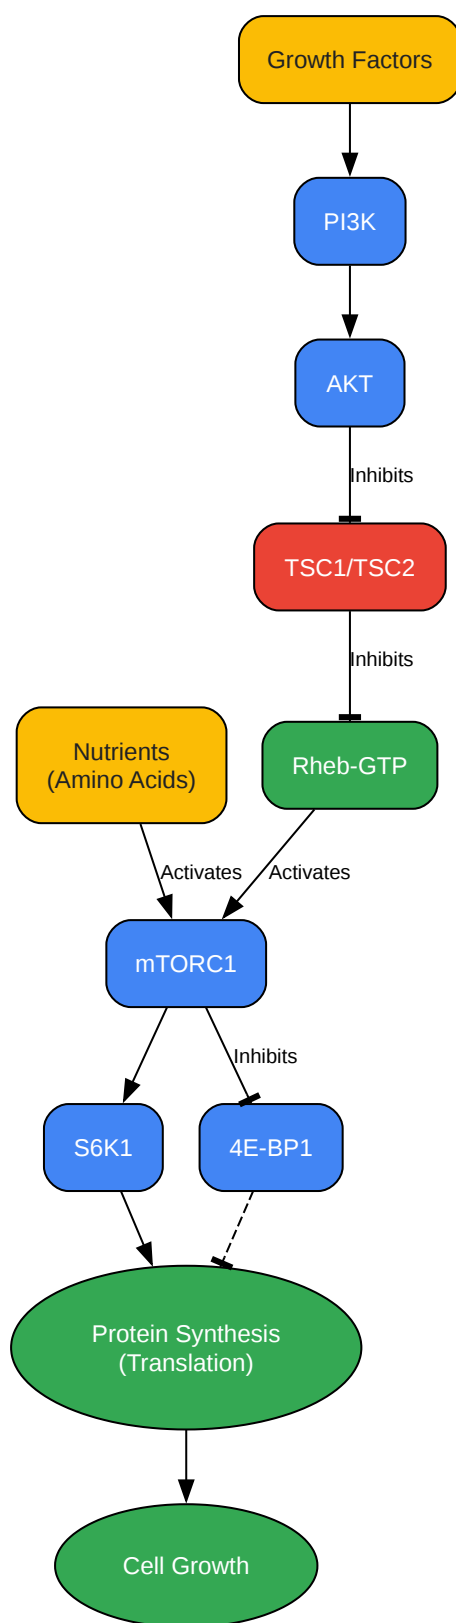 Growth Factors
PI3K
AKT
Inhibits
TSC1/TSC2
Inhibits
Nutrients
(Amino Acids)
Rheb-GTP
Activates
Activates
mTORC1
Inhibits
S6K1
4E-BP1
Protein Synthesis
(Translation)
Cell Growth